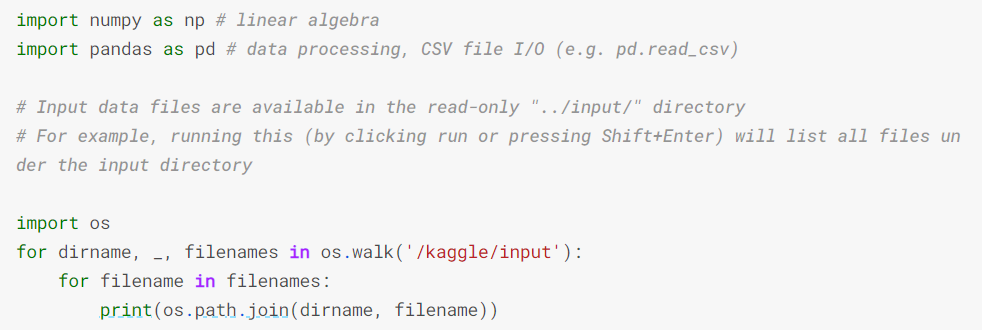 import numpy as np # linear algebra
import pandas as pd # data processing, CSV file I/O (e.g. pd.read_csv)
# Input data files are available in the read-only "../input/" directory
# For example, running this (by clicking run or pressing Shift+Enter) will list all files un
der the input directory
import os
for dirname, _, filenames in os.walk('/kaggle/input'):
    for filename in filenames:
        print(os.path.join(dirname, filename))